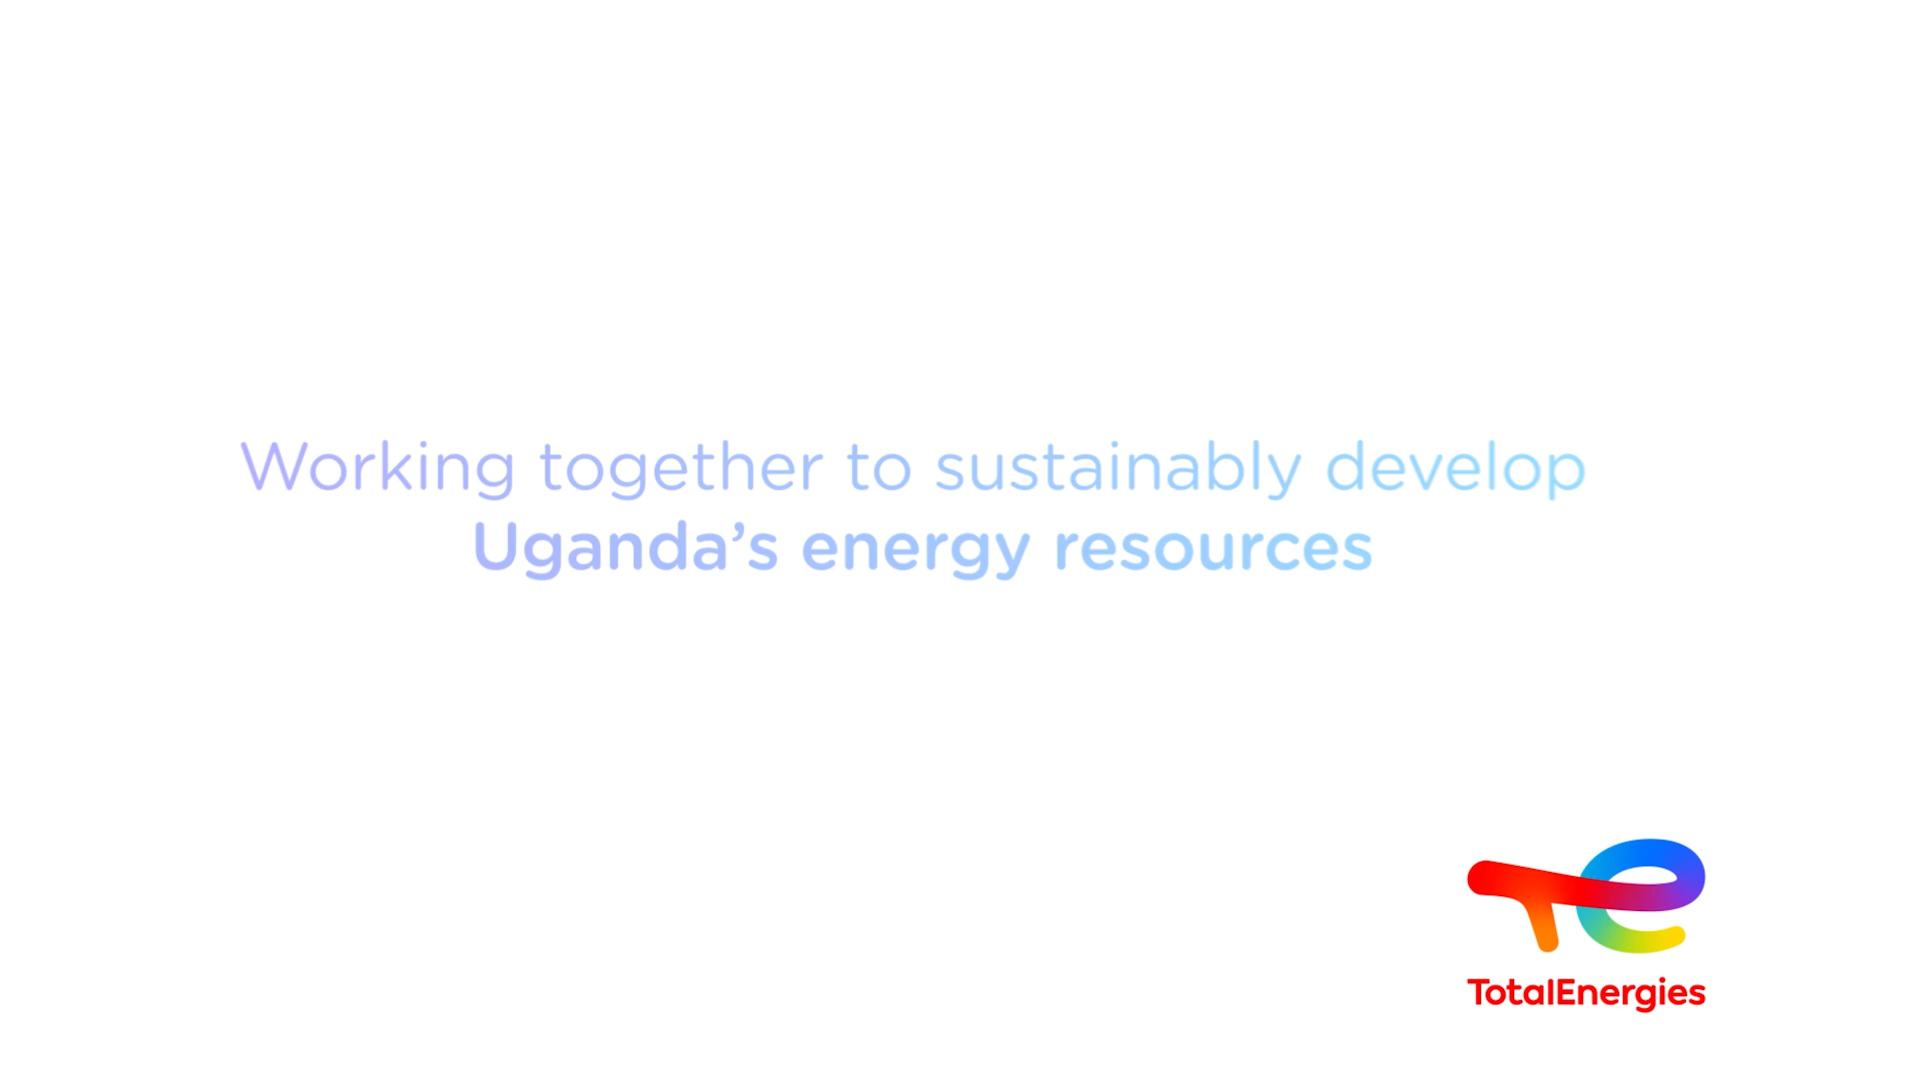 Working together to sustainably develop
Uganda’s energy resources
TotalEnergies